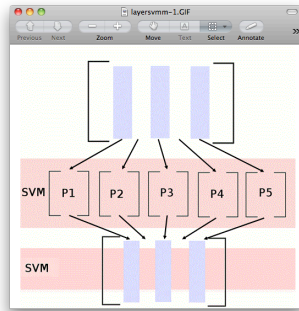 layersvmm-1.GIF
Previous Next Zoom Move Text Select Annotate »
SVM P1 P2 P3 P4 P5
SVM